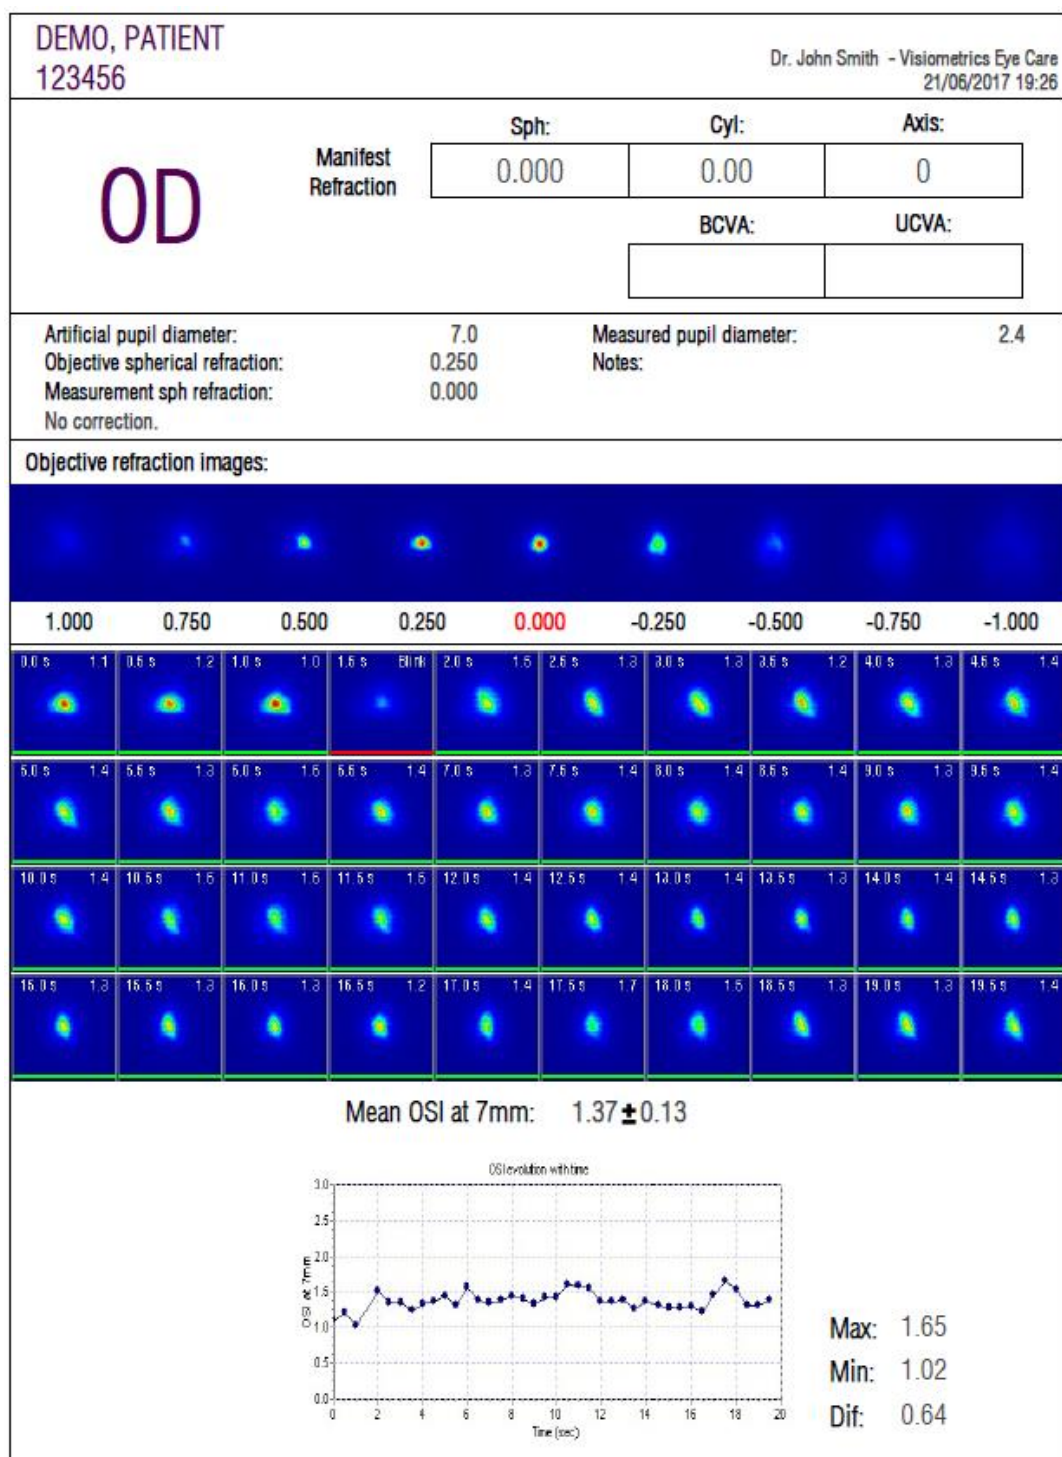 DEMO, PATIENT
123456
Dr. John Smith - Visiometrics Eye Care
21/06/2017 19:26
OD
Manifest Refraction
Sph: Cyl: Axis:
0.000 0.00 0
BCVA: UCVA:
Artificial pupil diameter: 7.0 Measured pupil diameter: 2.4
Objective spherical refraction: 0.250 Notes:
Measurement sph refraction: 0.000
No correction.
Objective refraction images:
1.000 0.750 0.500 0.250 0.000 -0.250 -0.500 -0.750 -1.000
0.0 s 1.1 0.5 s 1.2 1.0 s 1.0 1.5 s Blink 2.0 s 1.5 2.5 s 1.3 3.0 s 1.3 3.5 s 1.2 4.0 s 1.3 4.5 s 1.4
5.0 s 1.4 5.5 s 1.3 6.0 s 1.6 6.5 s 1.4 7.0 s 1.3 7.5 s 1.4 8.0 s 1.4 8.5 s 1.4 9.0 s 1.3 9.5 s 1.4
10.0 s 1.4 10.5 s 1.6 11.0 s 1.6 11.5 s 1.5 12.0 s 1.4 12.5 s 1.4 13.0 s 1.4 13.5 s 1.3 14.0 s 1.4 14.5 s 1.3
15.0 s 1.3 15.5 s 1.3 16.0 s 1.3 16.5 s 1.2 17.0 s 1.4 17.5 s 1.7 18.0 s 1.5 18.5 s 1.3 19.0 s 1.3 19.5 s 1.4
Mean OSI at 7mm: 1.37 ± 0.13
OSI evolution with time
OSI at 7mm
3.0
2.5
2.0
1.5
1.0
0.5
0.0
0 2 4 6 8 10 12 14 16 18 20
Time (sec)
Max: 1.65
Min: 1.02
Dif: 0.64